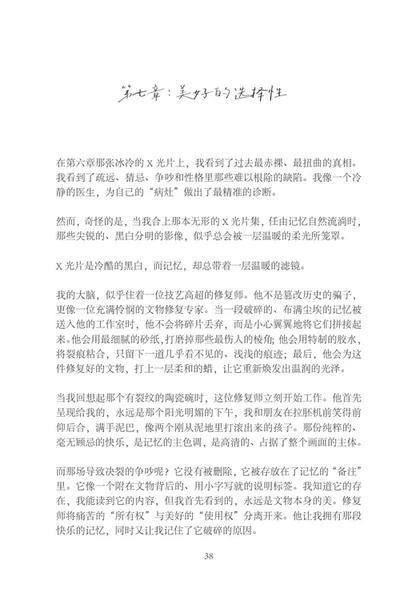 第七章：美好的选择性
在第六章那张冰冷的 X 光片上，我看到了过去最赤裸、最扭曲的真相。
我看到了疏远、猜忌、争吵和性格里那些难以根除的缺陷。我像一个冷
静的医生，为自己的“病灶”做出了最精准的诊断。
然而，奇怪的是，当我合上那本无形的 X 光片集，任由记忆自然流淌时，
那些尖锐的、黑白分明的影像，似乎总会被一层温暖的柔光所笼罩。
X 光片是冷酷的黑白，而记忆，却总带着一层温暖的滤镜。
我的大脑，似乎住着一位技艺高超的修复师。他不是篡改历史的骗子，
更像一位充满怜悯的文物修复专家。当一段破碎的、布满尘埃的记忆被
送入他的工作室时，他不会将碎片丢弃，而是小心翼翼地将它们拼接起
来。他会用最细腻的砂纸，打磨掉那些最伤人的棱角；他会用特制的胶水，
将裂痕粘合，只留下一道几乎看不见的、浅浅的痕迹；最后，他会为这
件修复好的文物，打上一层柔和的蜡，让它重新焕发出温润的光泽。
当我回想起那个有裂纹的陶瓷碗时，这位修复师立刻开始工作。他首先
呈现给我的，永远是那个阳光明媚的下午，我和朋友在拉胚机前笑得前
仰后合，满手泥巴，像两个刚从泥地里打滚出来的孩子。那份纯粹的、
毫无顾忌的快乐，是记忆的主色调，是高清的、占据了整个画面的主体。
而那场导致决裂的争吵呢？它没有被删除，它被存放在了记忆的“备注”
里。它像一个附在文物背后的、用小字写就的说明标签。我知道它的存
在，我能读到它的内容，但我首先看到的，永远是文物本身的美。修复
师将痛苦的“所有权”与美好的“使用权”分离开来。他让我拥有那段
快乐的记忆，同时又让我记住了它破碎的原因。
38